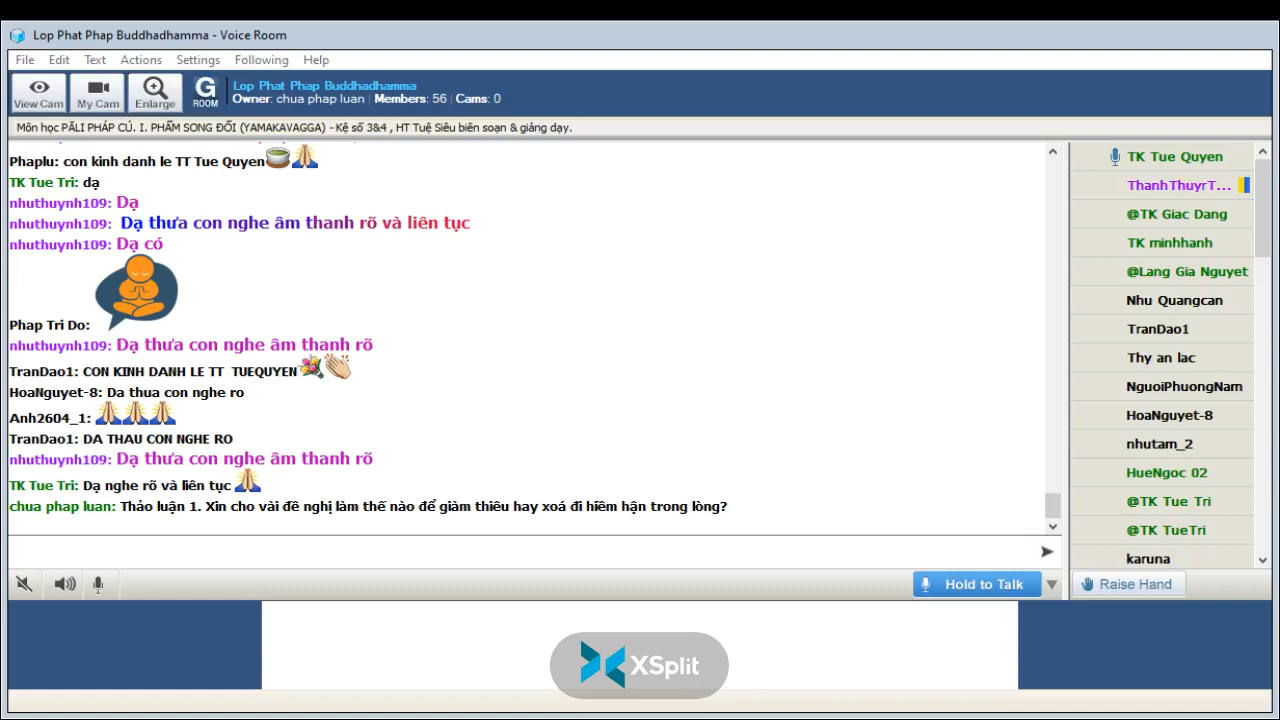 Lop Phat Phap Buddhadhamma - Voice Room
File Edit Text Actions Settings Following Help
View Cam My Cam Enlarge G ROOM
Lop Phat Phap Buddhadhamma
Owner: chua phap luan | Members: 56 | Cams: 0
Môn học PĀLI PHÁP CÚ. I. PHẨM SONG ĐỐI (YAMAKAVAGGA) - Kệ số 3&4 , HT Tuệ Siêu biên soạn & giảng dạy.
Phaplu: con kinh danh le TT Tue Quyen
TK Tue Tri: dạ
nhuthuynh109: Dạ
nhuthuynh109: Dạ thưa con nghe âm thanh rõ và liên tục
nhuthuynh109: Dạ có
Phap Tri Do:
nhuthuynh109: Dạ thưa con nghe âm thanh rõ
TranDao1: CON KINH DANH LE TT TUEQUYEN
HoaNguyet-8: Da thua con nghe ro
Anh2604_1:
TranDao1: DA THAU CON NGHE RO
nhuthuynh109: Dạ thưa con nghe âm thanh rõ
TK Tue Tri: Dạ nghe rõ và liên tục
chua phap luan: Thảo luận 1. Xin cho vài đề nghị làm thế nào để giàm thiêu hay xoá đi hiềm hận trong lòng?
Hold to Talk
TK Tue Quyen
ThanhThuyrT...
@TK Giac Dang
TK minhhanh
@Lang Gia Nguyet
Nhu Quangcan
TranDao1
Thy an lac
NguoiPhuongNam
HoaNguyet-8
nhutam_2
HueNgoc 02
@TK Tue Tri
@TK TueTri
karuna
Raise Hand
XSplit